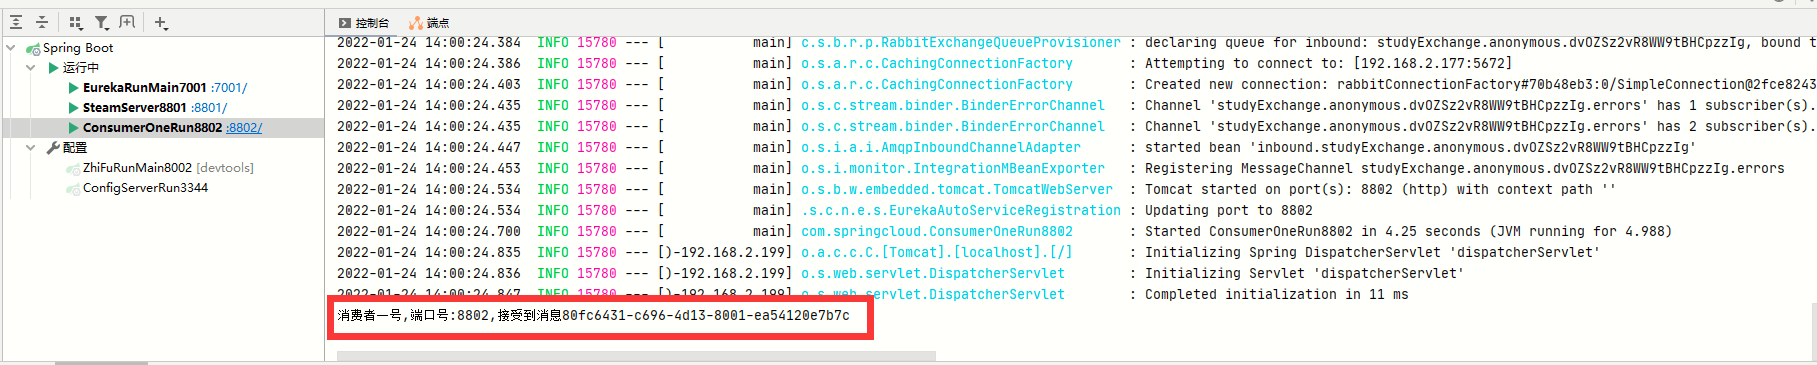 控制台 端点
Spring Boot
运行中
EurekaRunMain7001 :7001/
SteamServer8801 :8801/
ConsumerOneRun8802 :8802/
配置
ZhiFuRunMain8002 [devtools]
ConfigServerRun3344
2022-01-24 14:00:24.384 INFO 15780 --- [ main] c.s.b.r.p.RabbitExchangeQueueProvisioner : declaring queue for inbound: studyExchange.anonymous.dvOZSz2vR8WW9tBHCpzzIg, bound t
2022-01-24 14:00:24.386 INFO 15780 --- [ main] o.s.a.r.c.CachingConnectionFactory : Attempting to connect to: [192.168.2.177:5672]
2022-01-24 14:00:24.403 INFO 15780 --- [ main] o.s.a.r.c.CachingConnectionFactory : Created new connection: rabbitConnectionFactory#70b48eb3:0/SimpleConnection@2fce8243
2022-01-24 14:00:24.435 INFO 15780 --- [ main] o.s.c.stream.binder.BinderErrorChannel : Channel 'studyExchange.anonymous.dvOZSz2vR8WW9tBHCpzzIg.errors' has 1 subscriber(s).
2022-01-24 14:00:24.435 INFO 15780 --- [ main] o.s.c.stream.binder.BinderErrorChannel : Channel 'studyExchange.anonymous.dvOZSz2vR8WW9tBHCpzzIg.errors' has 2 subscriber(s).
2022-01-24 14:00:24.447 INFO 15780 --- [ main] o.s.i.a.i.AmqpInboundChannelAdapter : started bean 'inbound.studyExchange.anonymous.dvOZSz2vR8WW9tBHCpzzIg'
2022-01-24 14:00:24.453 INFO 15780 --- [ main] o.s.i.monitor.IntegrationMBeanExporter : Registering MessageChannel studyExchange.anonymous.dvOZSz2vR8WW9tBHCpzzIg.errors
2022-01-24 14:00:24.534 INFO 15780 --- [ main] o.s.b.w.embedded.tomcat.TomcatWebServer : Tomcat started on port(s): 8802 (http) with context path ''
2022-01-24 14:00:24.534 INFO 15780 --- [ main] .s.c.n.e.s.EurekaAutoServiceRegistration : Updating port to 8802
2022-01-24 14:00:24.700 INFO 15780 --- [ main] com.springcloud.ConsumerOneRun8802 : Started ConsumerOneRun8802 in 4.25 seconds (JVM running for 4.988)
2022-01-24 14:00:24.835 INFO 15780 --- [)-192.168.2.199] o.a.c.c.C.[Tomcat].[localhost].[/] : Initializing Spring DispatcherServlet 'dispatcherServlet'
2022-01-24 14:00:24.836 INFO 15780 --- [)-192.168.2.199] o.s.web.servlet.DispatcherServlet : Initializing Servlet 'dispatcherServlet'
2022-01-24 14:00:24.847 INFO 15780 --- [)-192.168.2.199] o.s.web.servlet.DispatcherServlet : Completed initialization in 11 ms
消费者一号,端口号:8802,接受到消息80fc6431-c696-4d13-8001-ea54120e7b7c